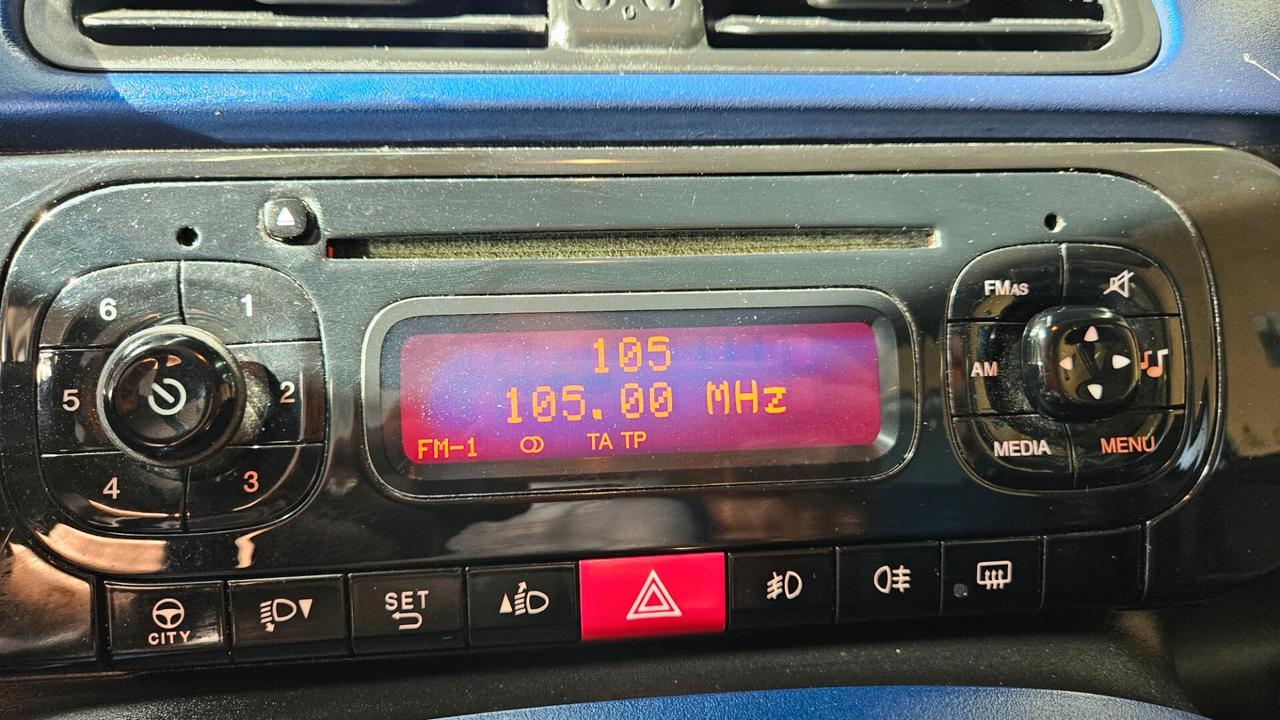 6 1
5 2
4 3
105
105.00 MHz
FM-1 TA TP
FMAS
AM
MEDIA MENU
CITY
SET